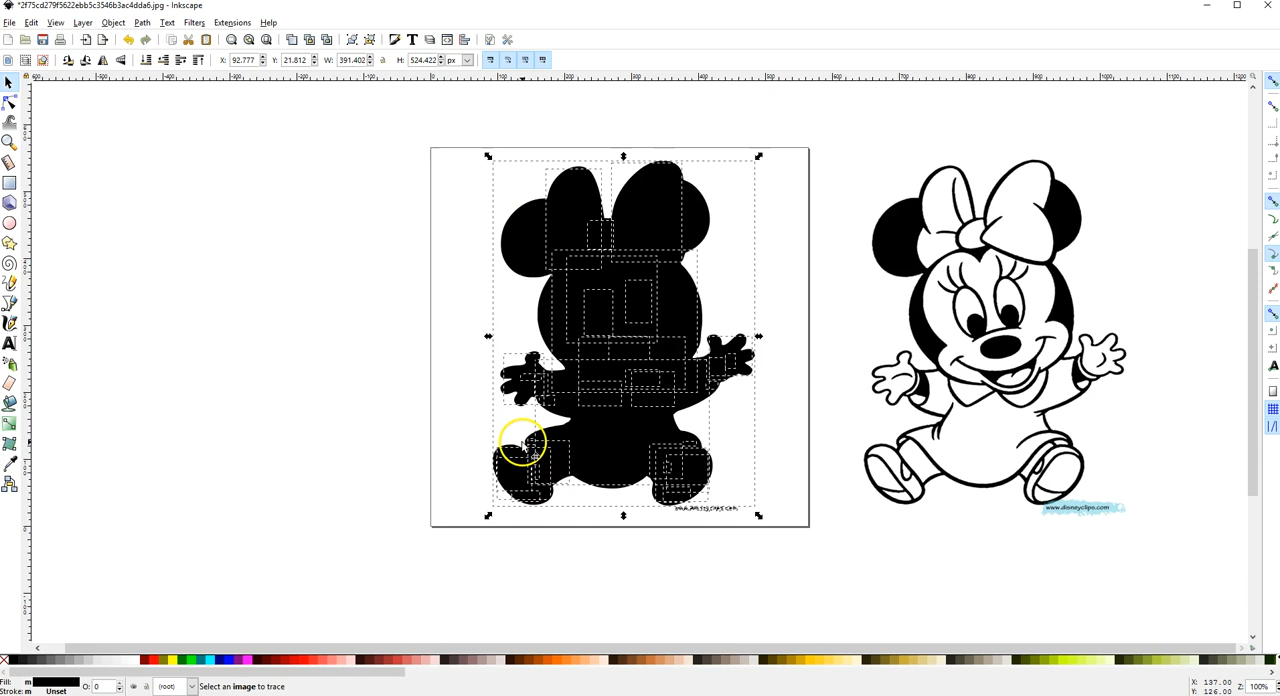 *2f75cd279f5622ebb5c3546b3ac4dda6.jpg - Inkscape
File Edit View Layer Object Path Text Filters Extensions Help
X: 92.777 Y: 21.812 W: 391.402 H: 524.422 px
www.disneyclips.com
Fill: m
Stroke: m Unset
O: 0
(root)
Select an image to trace
X: 137.00
Y: 126.00
Z: 100%